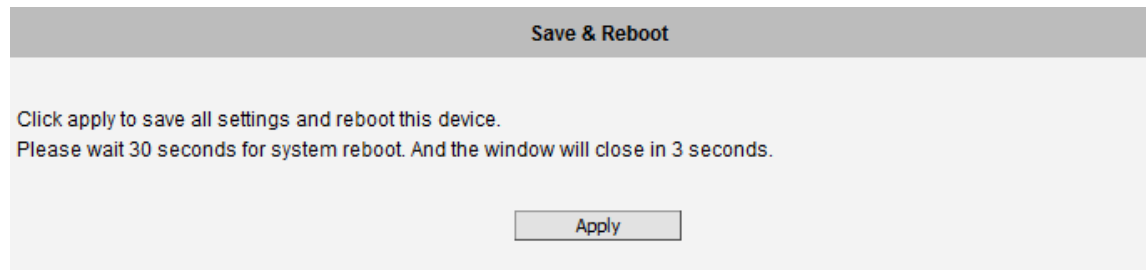 Save & Reboot
Click apply to save all settings and reboot this device.
Please wait 30 seconds for system reboot. And the window will close in 3 seconds.
Apply